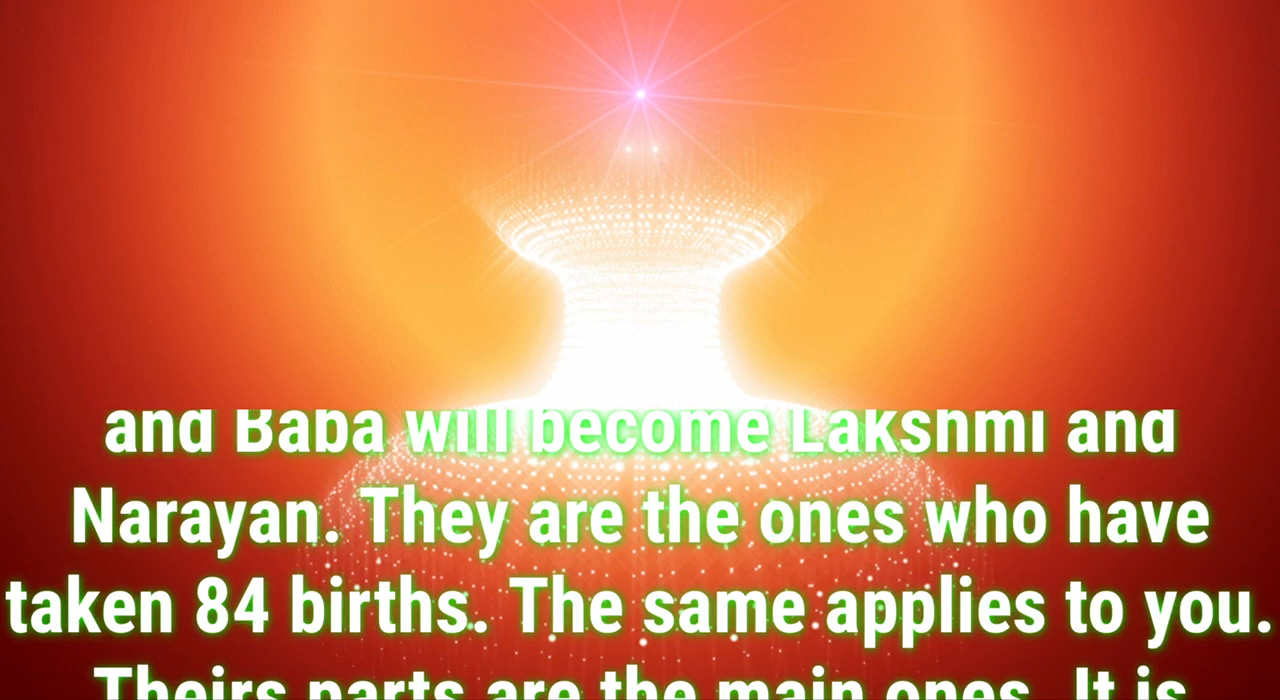 and Baba will become Lakshmi and
Narayan. They are the ones who have
taken 84 births. The same applies to you.
Theirs parts are the main ones. It is